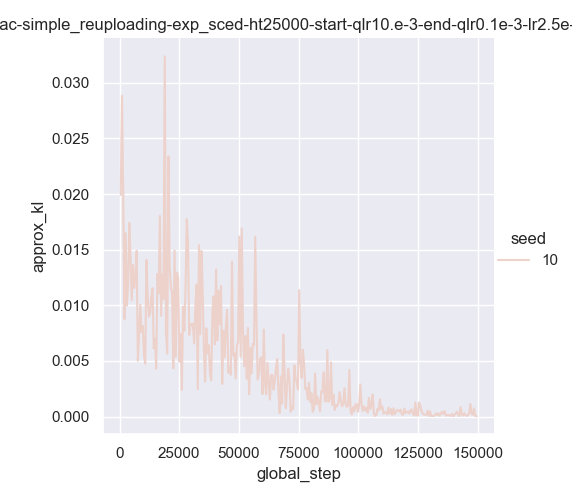 ac-simple_reuploading-exp_sced-ht25000-start-qlr10.e-3-end-qlr0.1e-3-lr2.5e-
0.030
0.025
0.020
0.015
0.010
0.005
0.000
approx_kl
0 25000 50000 75000 100000 125000 150000
global_step
seed
10